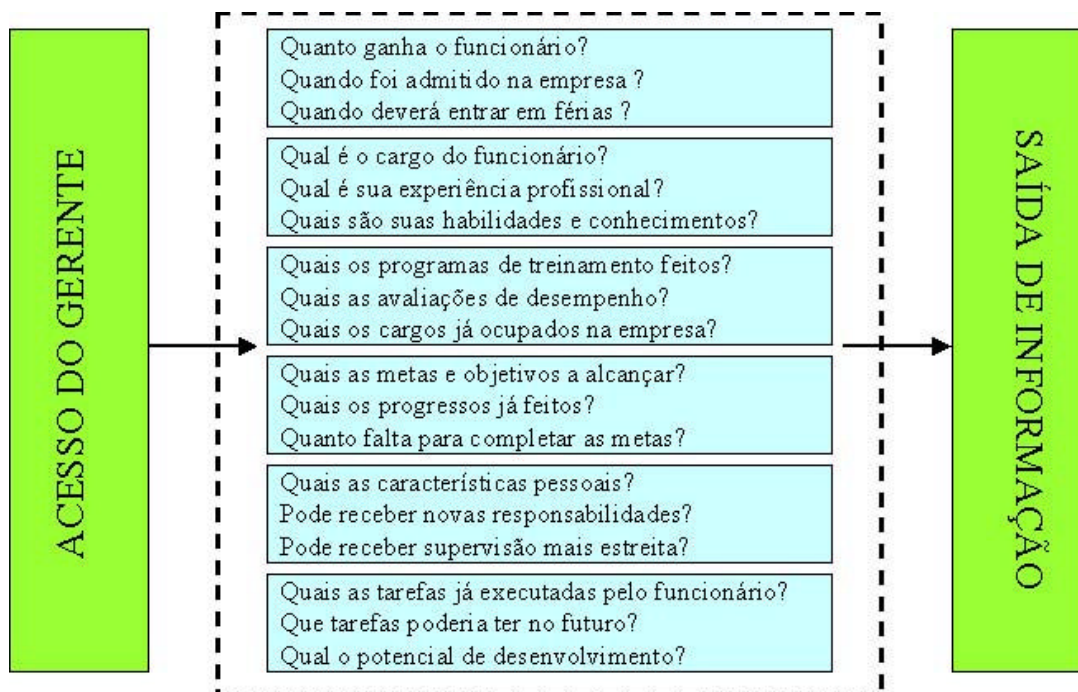 ACESSO DO GERENTE
Quanto ganha o funcionário?
Quando foi admitido na empresa ?
Quando deverá entrar em férias ?
Qual é o cargo do funcionário?
Qual é sua experiência profissional?
Quais são suas habilidades e conhecimentos?
Quais os programas de treinamento feitos?
Quais as avaliações de desempenho?
Quais os cargos já ocupados na empresa?
Quais as metas e objetivos a alcançar?
Quais os progressos já feitos?
Quanto falta para completar as metas?
Quais as características pessoais?
Pode receber novas responsabilidades?
Pode receber supervisão mais estreita?
Quais as tarefas já executadas pelo funcionário?
Que tarefas poderia ter no futuro?
Qual o potencial de desenvolvimento?
SAÍDA DE INFORMAÇÃO